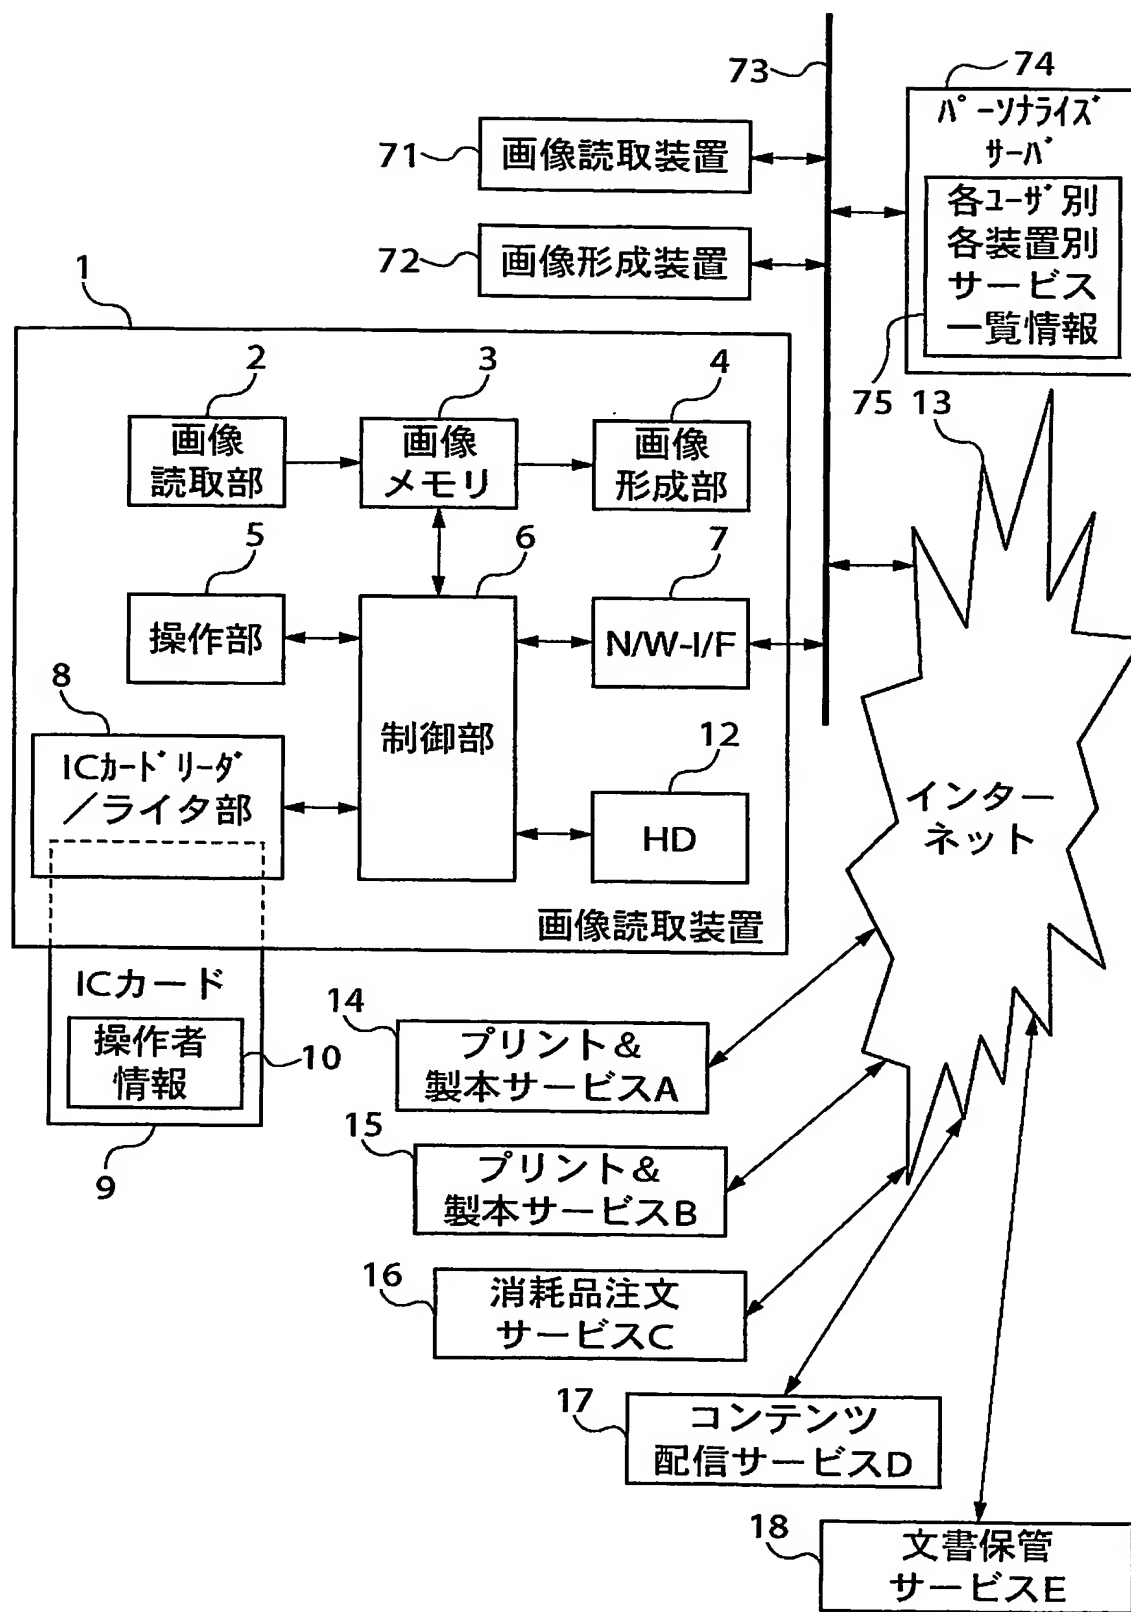 73
74
パーソナライズ
サーバ
各ユーザ別
各装置別
サービス
一覧情報
75
71
画像読取装置
72
画像形成装置
1
2
画像
読取部
3
画像
メモリ
4
画像
形成部
5
操作部
6
制御部
7
N/W-I/F
8
ICカードリーダ
／ライタ部
12
HD
画像読取装置
ICカード
操作者
情報
10
9
13
インター
ネット
14
プリント＆
製本サービスA
15
プリント＆
製本サービスB
16
消耗品注文
サービスC
17
コンテンツ
配信サービスD
18
文書保管
サービスE